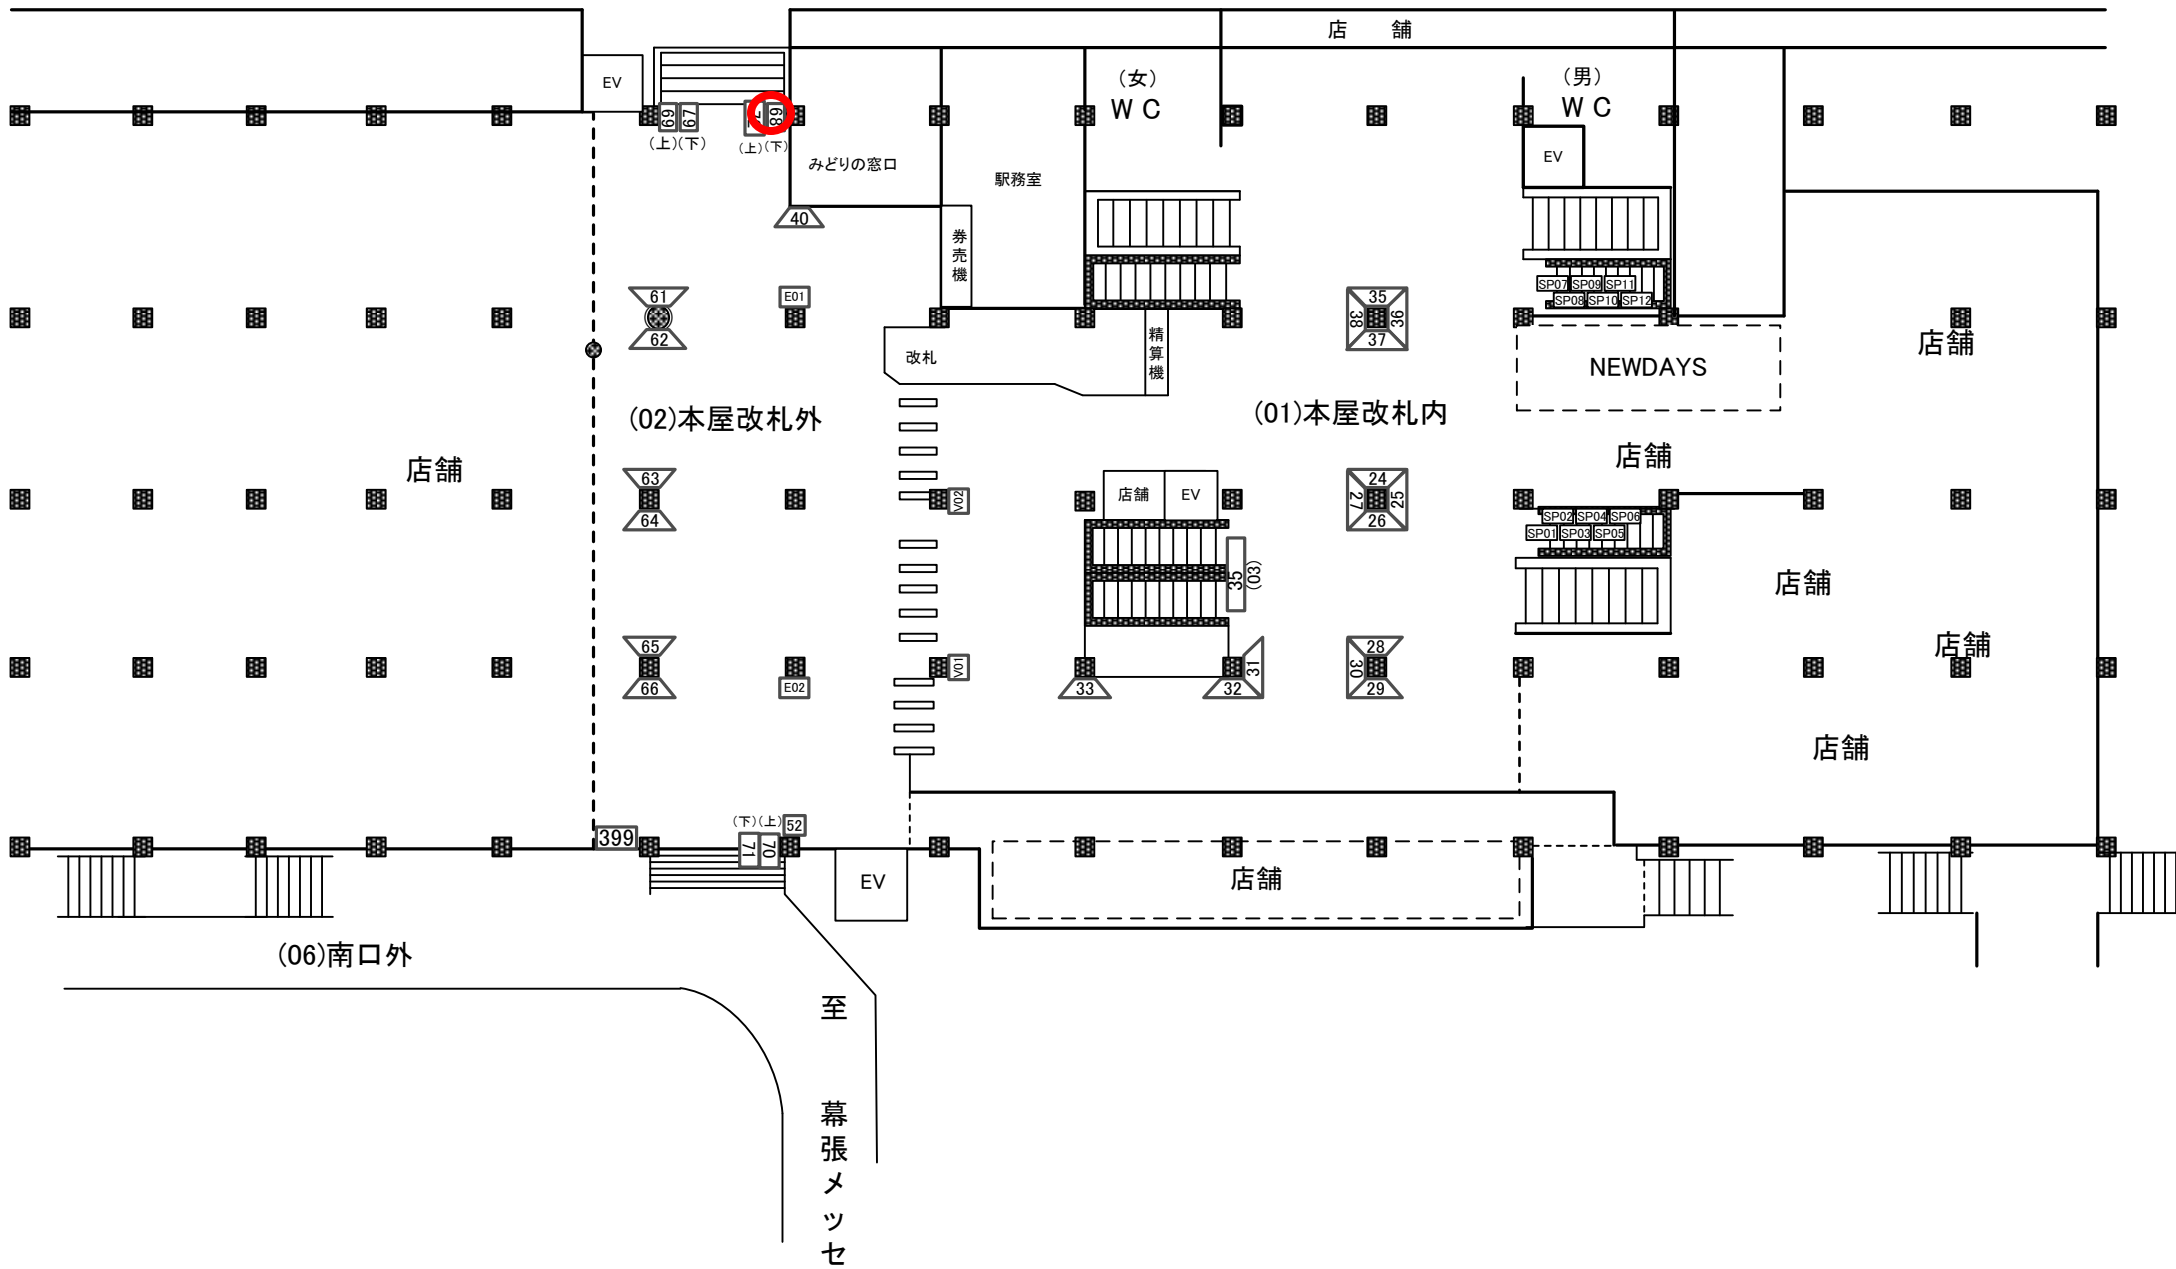 店　舗
EV
(女)
ＷＣ
(男)
ＷＣ
69
67
68
(上)(下)
(上)(下)
みどりの窓口
駅務室
EV
40
券売機
61
62
E01
35
36
37
38
SP07 SP09 SP11
SP08 SP10 SP12
精算機
改札
NEWDAYS
店舗
(02)本屋改札外
(01)本屋改札内
店舗
店舗
63
64
V02
店舗
EV
24
25
26
27
SP02 SP04 SP06
SP01 SP03 SP05
35
(03)
店舗
店舗
65
66
E02
V01
33
31
32
28
29
30
店舗
399
(下)(上)
71
70
52
EV
店舗
(06)南口外
至　幕張メッセ